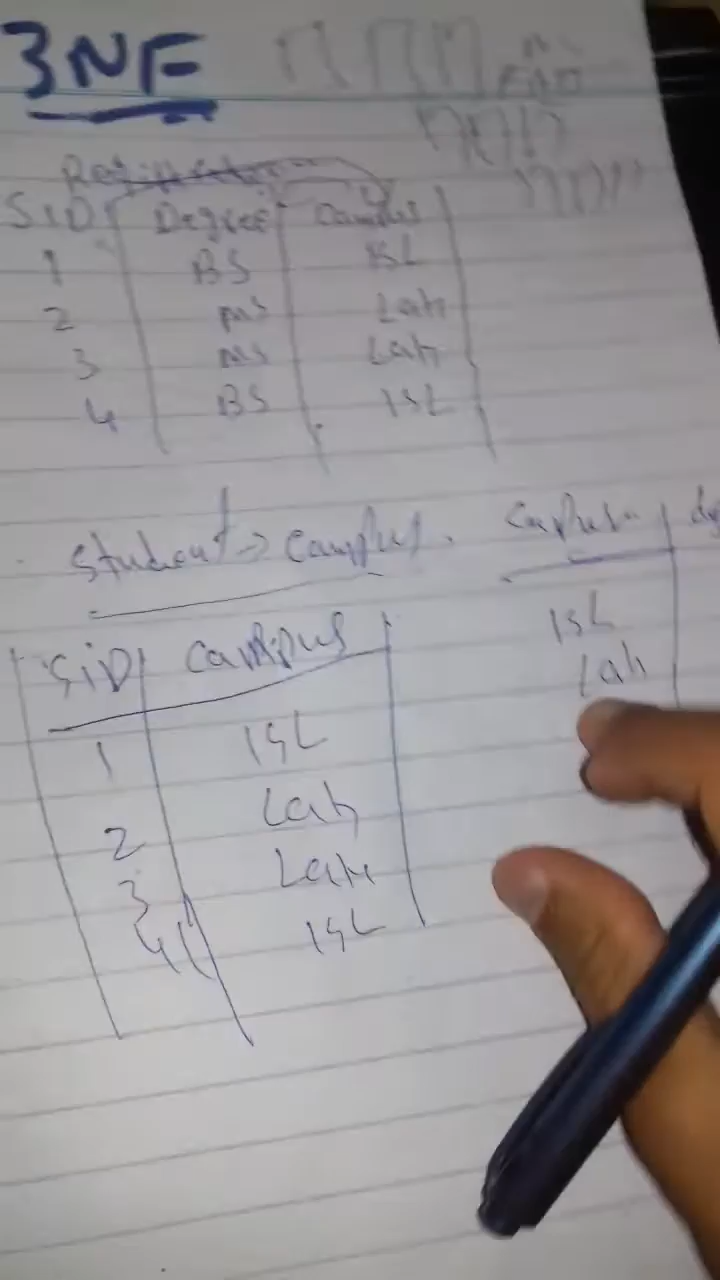 3NF
SID Degree Campus
1 BS ISL
2 MS Lah
3 MS Lah
4 BS ISL
Student → Campus.
SiD Campus
1 ISL
2 Lah
3 Lah
4 ISL
Campus
ISL
Lah